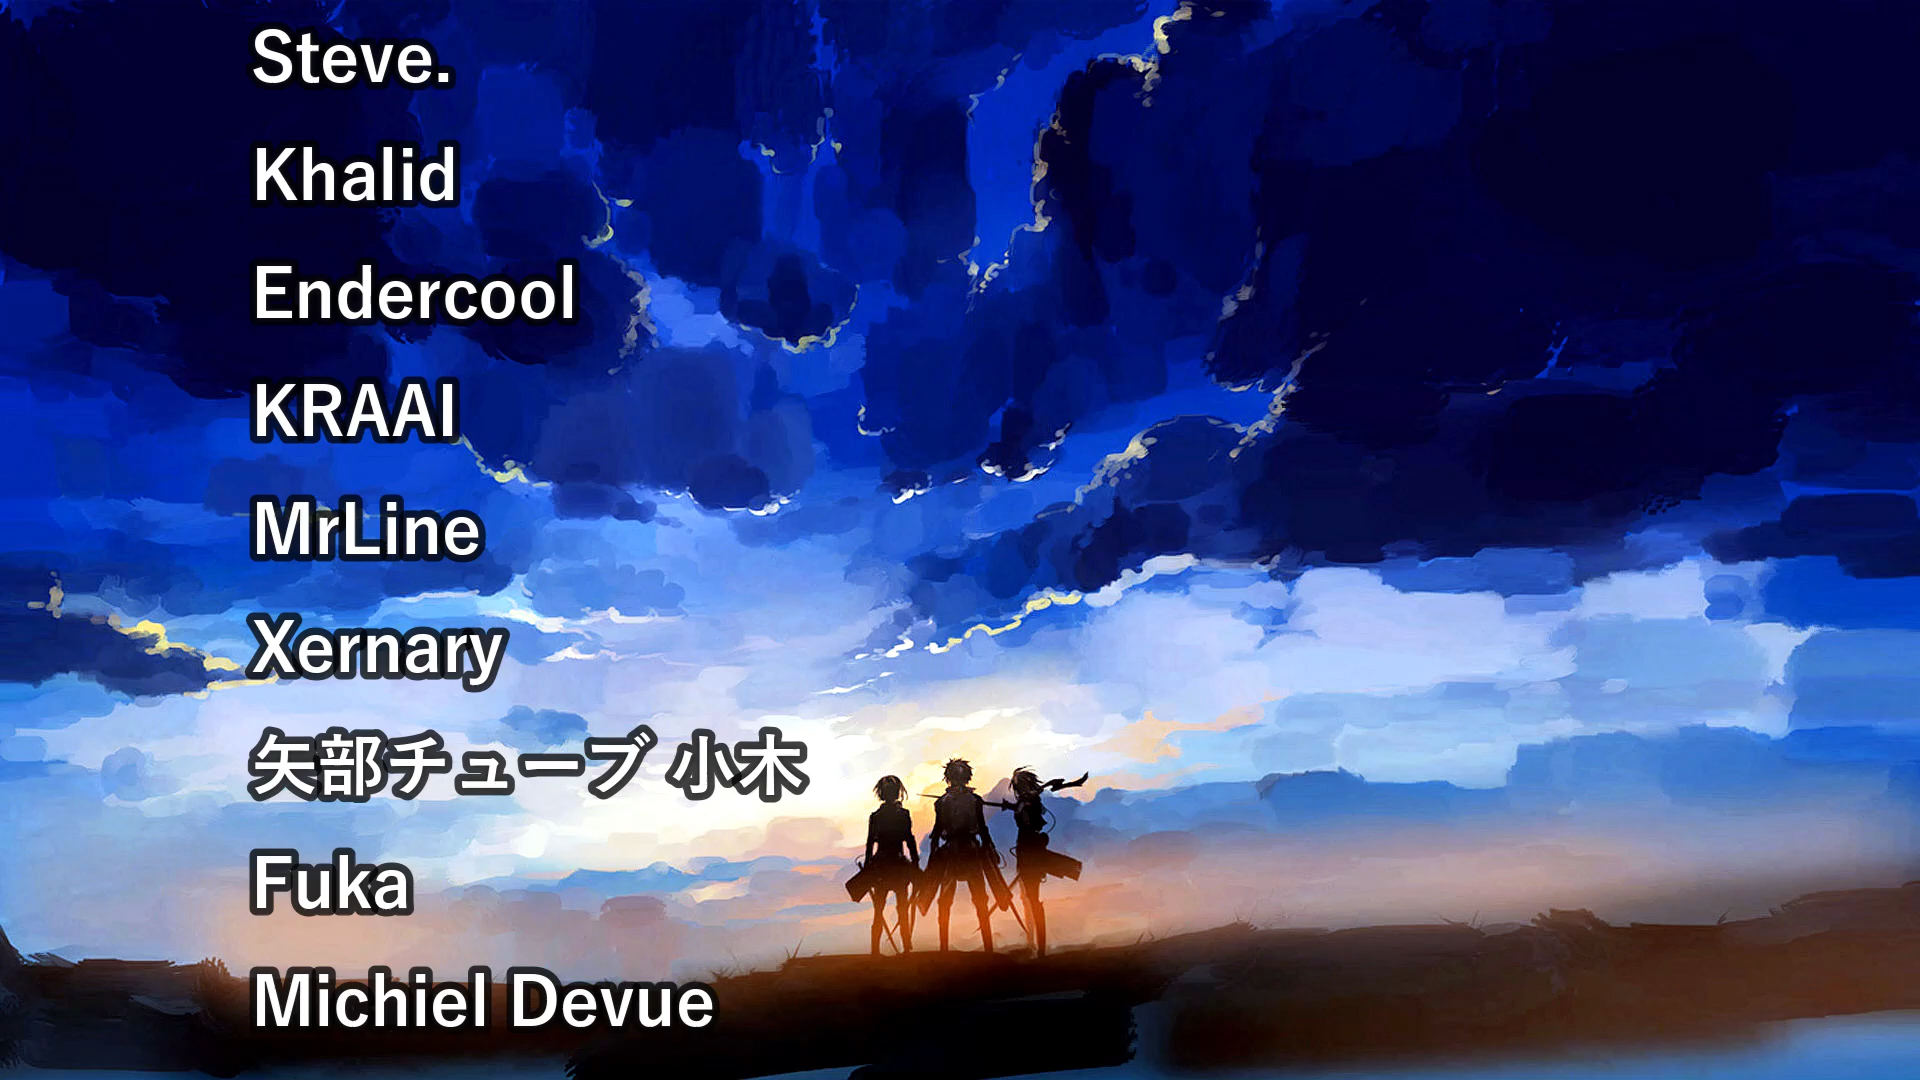 Steve.
Khalid
Endercool
KRAAI
MrLine
Xernary
矢部チューブ 小木
Fuka
Michiel Devue